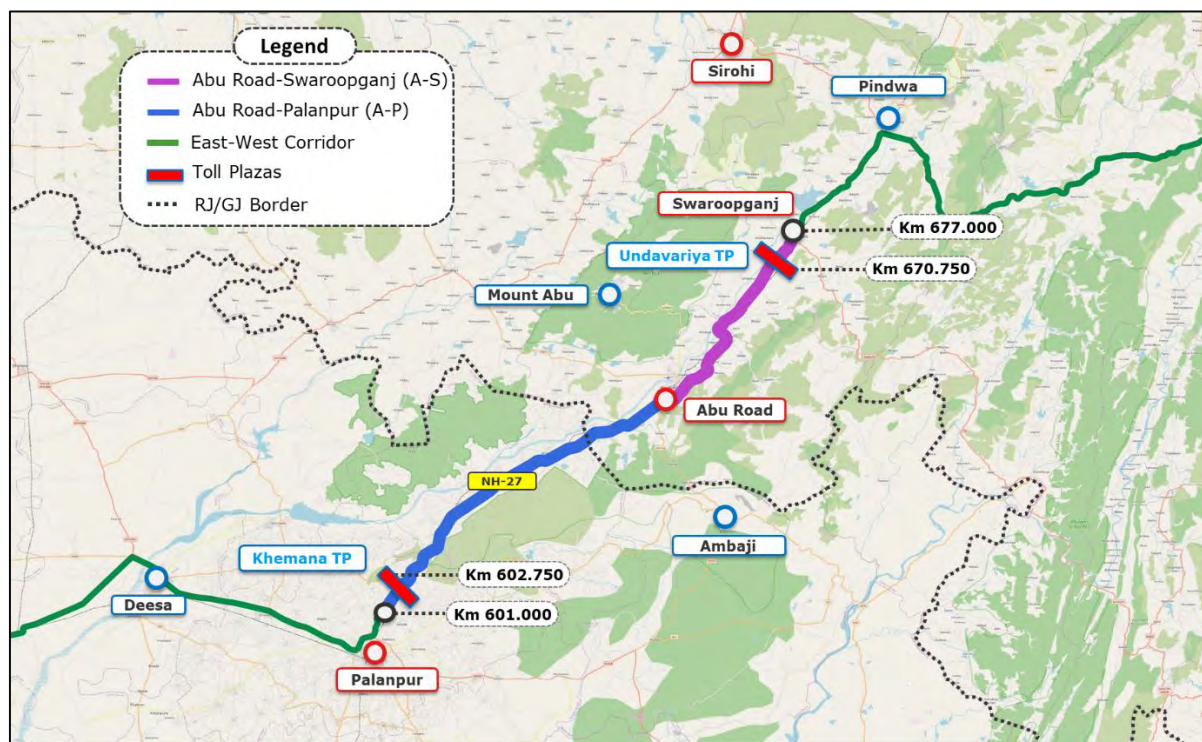 Legend
Abu Road-Swaroopganj (A-S)
Abu Road-Palanpur (A-P)
East-West Corridor
Toll Plazas
RJ/GJ Border
Sirohi
Pindwa
Swaroopganj
Km 677.000
Undavariya TP
Km 670.750
Mount Abu
Abu Road
NH-27
Ambaji
Khemana TP
Km 602.750
Deesa
Km 601.000
Palanpur